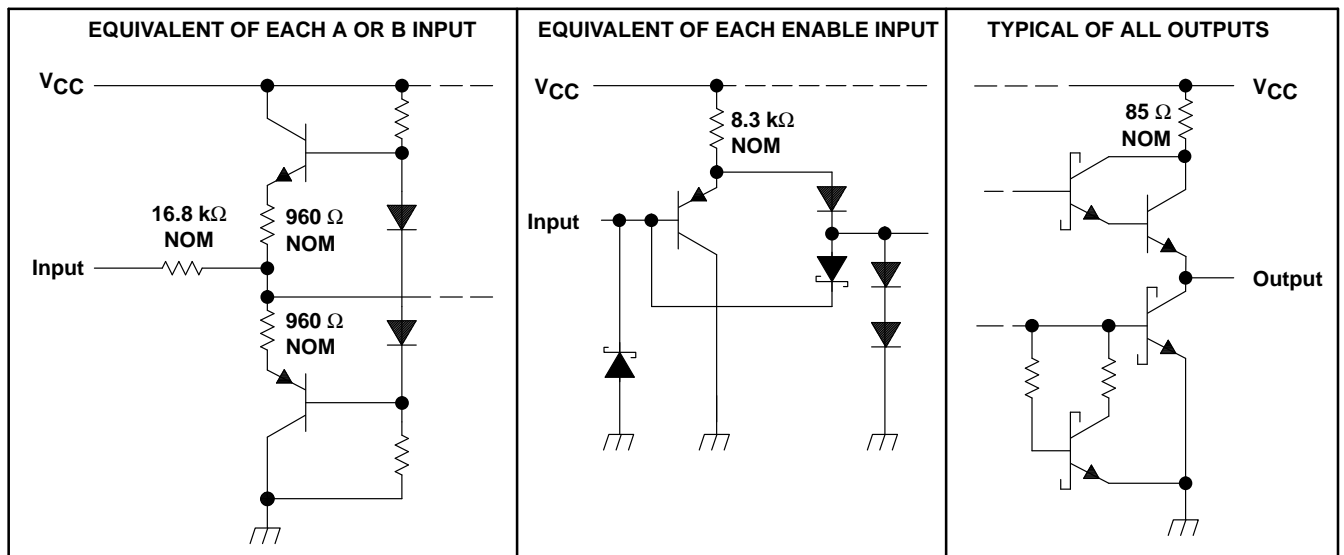 EQUIVALENT OF EACH A OR B INPUT
VCC
16.8 kΩ
NOM
960 Ω
NOM
Input
960 Ω
NOM
EQUIVALENT OF EACH ENABLE INPUT
VCC
8.3 kΩ
NOM
Input
TYPICAL OF ALL OUTPUTS
VCC
85 Ω
NOM
Output